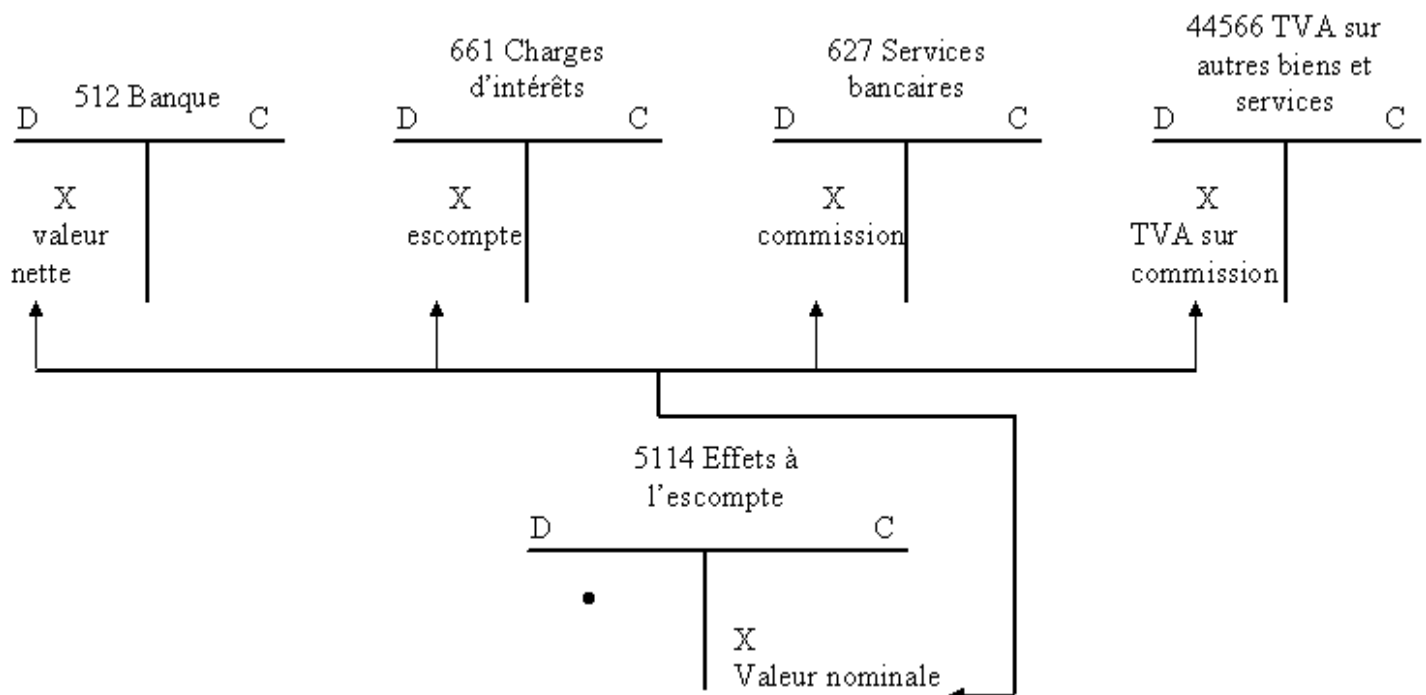 512 Banque
D C
X
valeur
nette
661 Charges
d'intérêts
D C
X
escompte
627 Services
bancaires
D C
X
commission
44566 TVA sur
autres biens et
services
D C
X
TVA sur
commission
5114 Effets à
l'escompte
D C
X
Valeur nominale